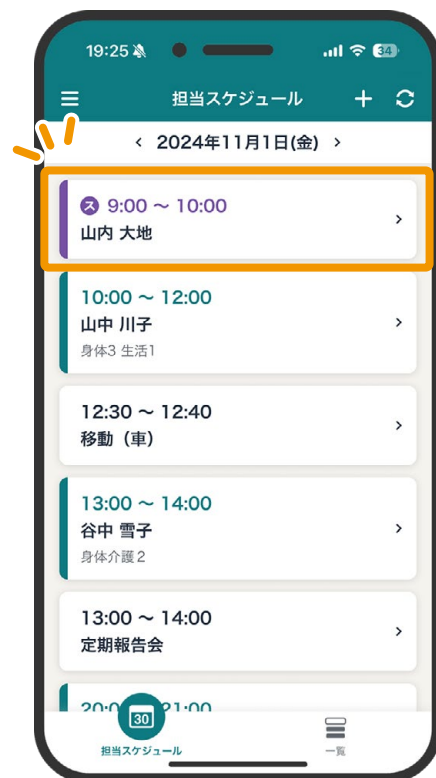 19:25
34
担当スケジュール
2024年11月1日(金)
ス 9:00 ～ 10:00
山内 大地
10:00 ～ 12:00
山中 川子
身体3 生活1
12:30 ～ 12:40
移動（車）
13:00 ～ 14:00
谷中 雪子
身体介護2
13:00 ～ 14:00
定期報告会
30
担当スケジュール
一覧